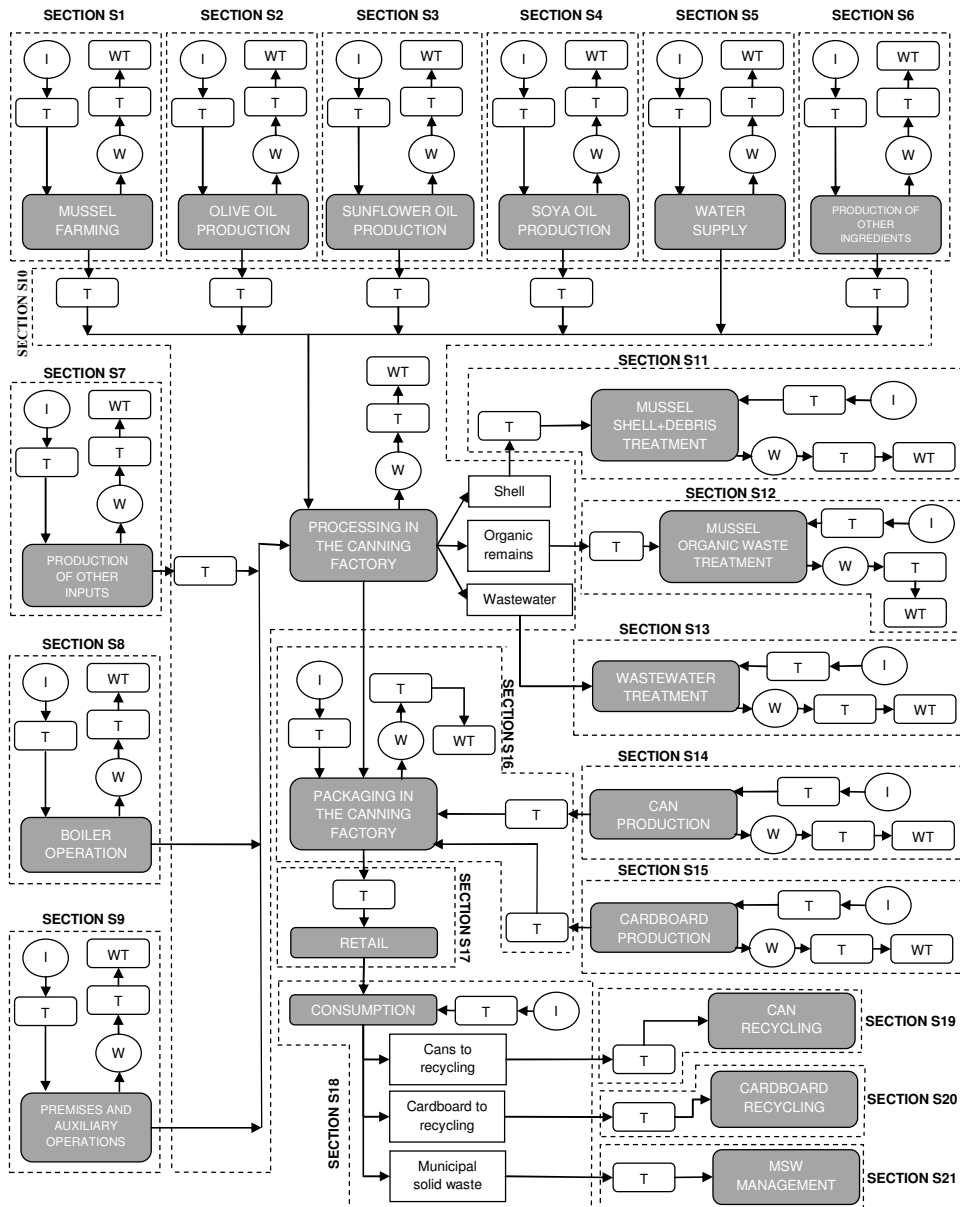 SECTION S1
SECTION S2
SECTION S3
SECTION S4
SECTION S5
SECTION S6
I
WT
I
WT
I
WT
I
WT
I
WT
I
WT
T
T
T
T
T
T
T
T
T
T
T
T
W
W
W
W
W
W
MUSSEL
FARMING
OLIVE OIL
PRODUCTION
SUNFLOWER OIL
PRODUCTION
SOYA OIL
PRODUCTION
WATER
SUPPLY
PRODUCTION OF
OTHER
INGREDIENTS
SECTION S10
T
T
T
T
T
SECTION S7
I
WT
T
T
W
PRODUCTION
OF OTHER
INPUTS
T
WT
T
W
PROCESSING IN
THE CANNING
FACTORY
Shell
Organic
remains
Wastewater
SECTION S11
T
MUSSEL
SHELL+DEBRIS
TREATMENT
T
I
W
T
WT
SECTION S12
T
MUSSEL
ORGANIC WASTE
TREATMENT
T
I
W
T
WT
SECTION S13
WASTEWATER
TREATMENT
T
I
W
T
WT
SECTION S8
I
WT
T
T
W
BOILER
OPERATION
SECTION S16
I
T
T
WT
W
PACKAGING IN
THE CANNING
FACTORY
SECTION S14
T
CAN
PRODUCTION
T
I
W
T
WT
SECTION S15
T
CARDBOARD
PRODUCTION
T
I
W
T
WT
SECTION S17
T
RETAIL
SECTION S9
I
WT
T
T
W
PREMISES AND
AUXILIARY
OPERATIONS
SECTION S18
CONSUMPTION
T
I
Cans to
recycling
Cardboard to
recycling
Municipal
solid waste
T
CAN
RECYCLING
SECTION S19
T
CARDBOARD
RECYCLING
SECTION S20
T
MSW
MANAGEMENT
SECTION S21